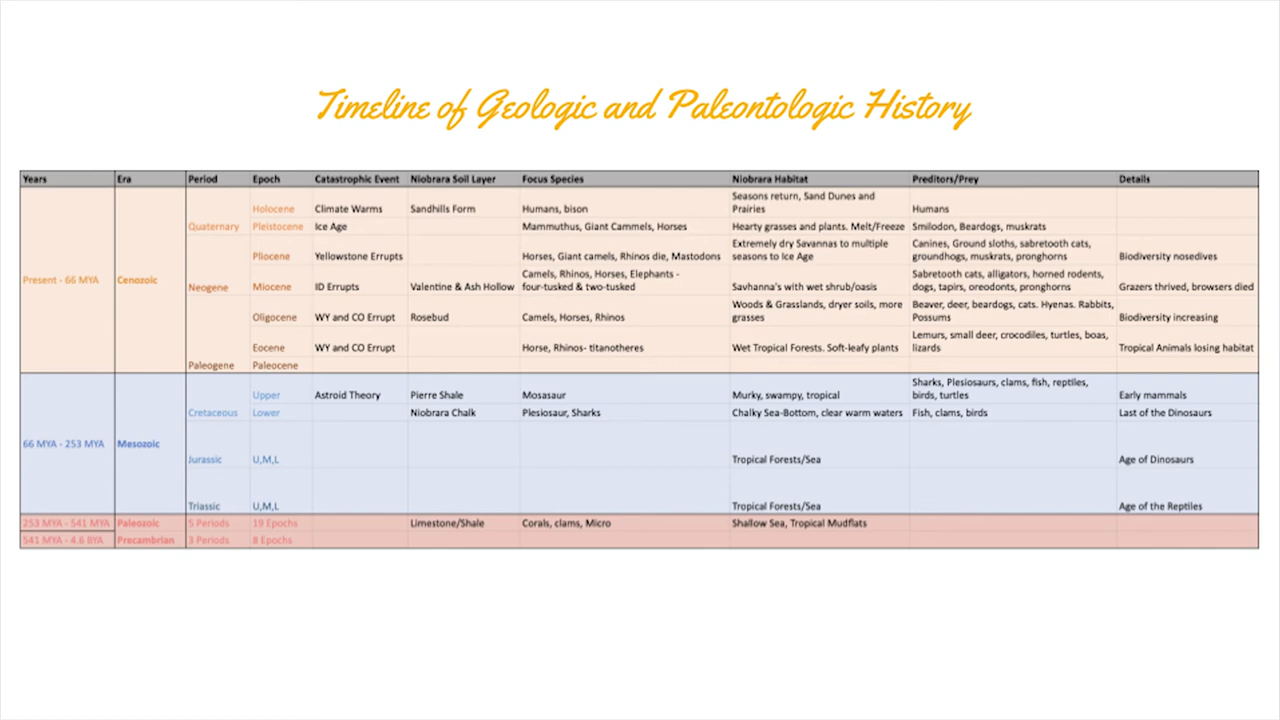 Timeline of Geologic and Paleontologic History
Years Era Period Epoch Catastrophic Event Niobrara Soil Layer Focus Species Niobrara Habitat Preditors/Prey Details
Seasons return, Sand Dunes and
Holocene Climate Warms Sandhills Form Humans, bison Prairies Humans
Quaternary Pleistocene Ice Age Mammuthus, Giant Cammels, Horses Hearty grasses and plants. Melt/Freeze Smilodon, Beardogs, muskrats
Extremely dry Savannas to multiple Canines, Ground sloths, sabretooth cats,
Pliocene Yellowstone Errupts Horses, Giant camels, Rhinos die, Mastodons seasons to Ice Age groundhogs, muskrats, pronghorns Biodiversity nosedives
Present - 66 MYA Cenozoic Camels, Rhinos, Horses, Elephants - Sabretooth cats, alligators, horned rodents,
Neogene Miocene ID Errupts Valentine & Ash Hollow four-tusked & two-tusked Savhanna's with wet shrub/oasis dogs, tapirs, oreodonts, pronghorns Grazers thrived, browsers died
Woods & Grasslands, dryer soils, more Beaver, deer, beardogs, cats. Hyenas. Rabbits,
Oligocene WY and CO Errupt Rosebud Camels, Horses, Rhinos grasses Possums Biodiversity increasing
Lemurs, small deer, crocodiles, turtles, boas,
Eocene WY and CO Errupt Horse, Rhinos- titanotheres Wet Tropical Forests. Soft-leafy plants lizards Tropical Animals losing habitat
Paleogene Paleocene
Sharks, Plesiosaurs, clams, fish, reptiles,
Upper Astroid Theory Pierre Shale Mosasaur Murky, swampy, tropical birds, turtles Early mammals
Cretaceous Lower Niobrara Chalk Plesiosaur, Sharks Chalky Sea-Bottom, clear warm waters Fish, clams, birds Last of the Dinosaurs
66 MYA - 253 MYA Mesozoic
Jurassic U,M,L Tropical Forests/Sea Age of Dinosaurs
Triassic U,M,L Tropical Forests/Sea Age of the Reptiles
253 MYA - 541 MYA Paleozoic 5 Periods 19 Epochs Limestone/Shale Corals, clams, Micro Shallow Sea, Tropical Mudflats
541 MYA - 4.6 BYA Precambrian 3 Periods 8 Epochs